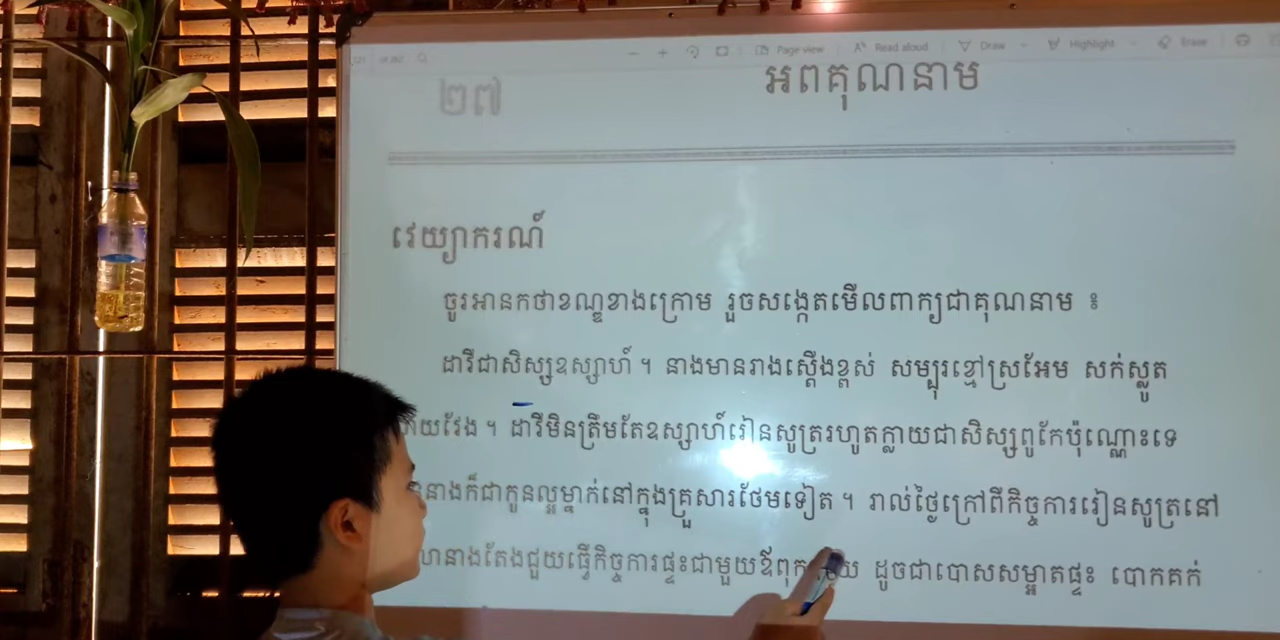 Page view Read aloud Draw Highlight Erase
២៧ អពគុណនាម
វេយ្យាករណ៍
ចូរអានកថាខណ្ឌខាងក្រោម រួចសង្កេតមើលពាក្យជាគុណនាម ៖
ដាវីជាសិស្សឧស្សាហ៍ ។ នាងមានរាងស្តើងខ្ពស់ សម្បុរខ្មៅស្រអែម សក់ស្លូត
វែង ។ ដាវីមិនត្រឹមតែឧស្សាហ៍រៀនសូត្ររហូតក្លាយជាសិស្សពូកែប៉ុណ្ណោះទេ
នាងក៏ជាកូនល្អម្នាក់នៅក្នុងគ្រួសារថែមទៀត ។ រាល់ថ្ងៃក្រៅពីកិច្ចការរៀនសូត្រនៅ
នាងតែងជួយធ្វើកិច្ចការផ្ទះជាមួយឪពុក ដូចជាបោសសម្អាតផ្ទះ បោកគក់